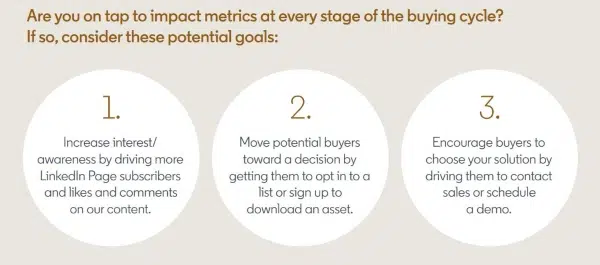 Are you on tap to impact metrics at every stage of the buying cycle?
If so, consider these potential goals:
1.
Increase interest/
awareness by driving more
LinkedIn Page subscribers
and likes and comments
on our content.
2.
Move potential buyers
toward a decision by
getting them to opt in to a
list or sign up to
download an asset.
3.
Encourage buyers to
choose your solution by
driving them to contact
sales or schedule
a demo.